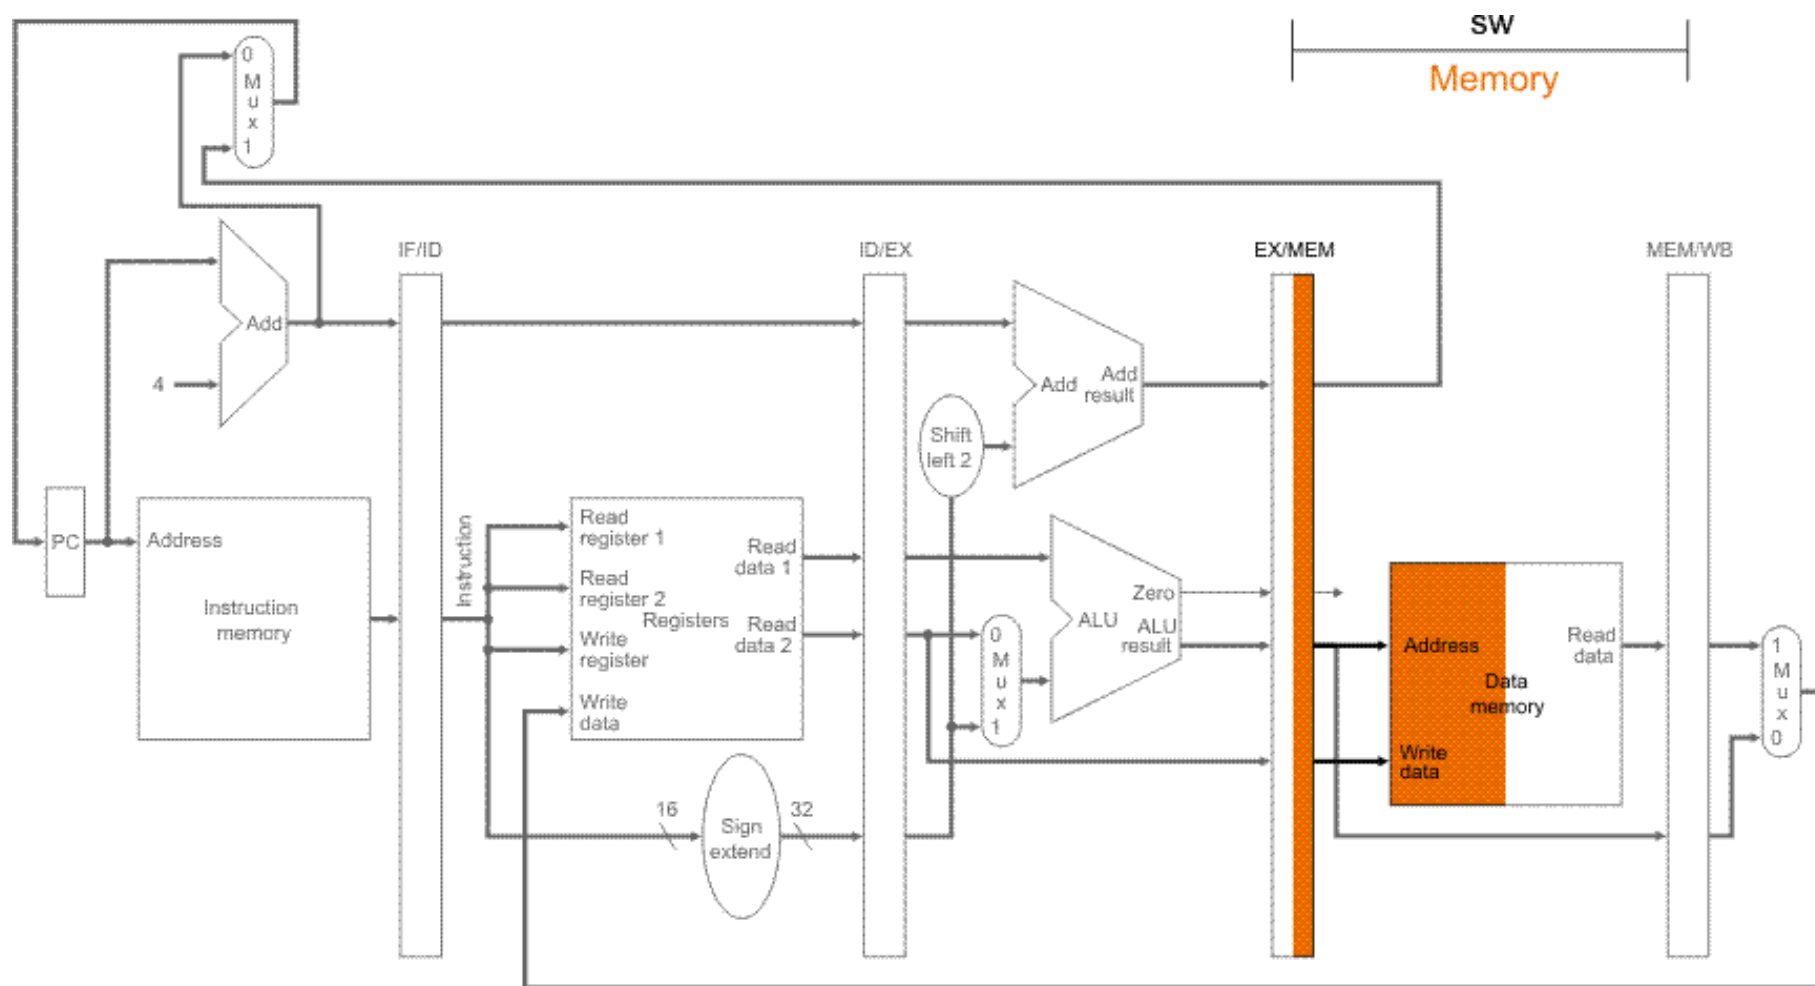 SW
Memory
0
M
u
x
1
IF/ID
ID/EX
EX/MEM
MEM/WB
Add
4
Add
Add
result
Shift
left 2
PC
Address
Instruction
memory
Instruction
Read
register 1
Read
register 2
Write
register
Write
data
Registers
Read
data 1
Read
data 2
0
M
u
x
1
Zero
ALU
ALU
result
Address
Read
data
Data
memory
Write
data
1
M
u
x
0
16
Sign
extend
32